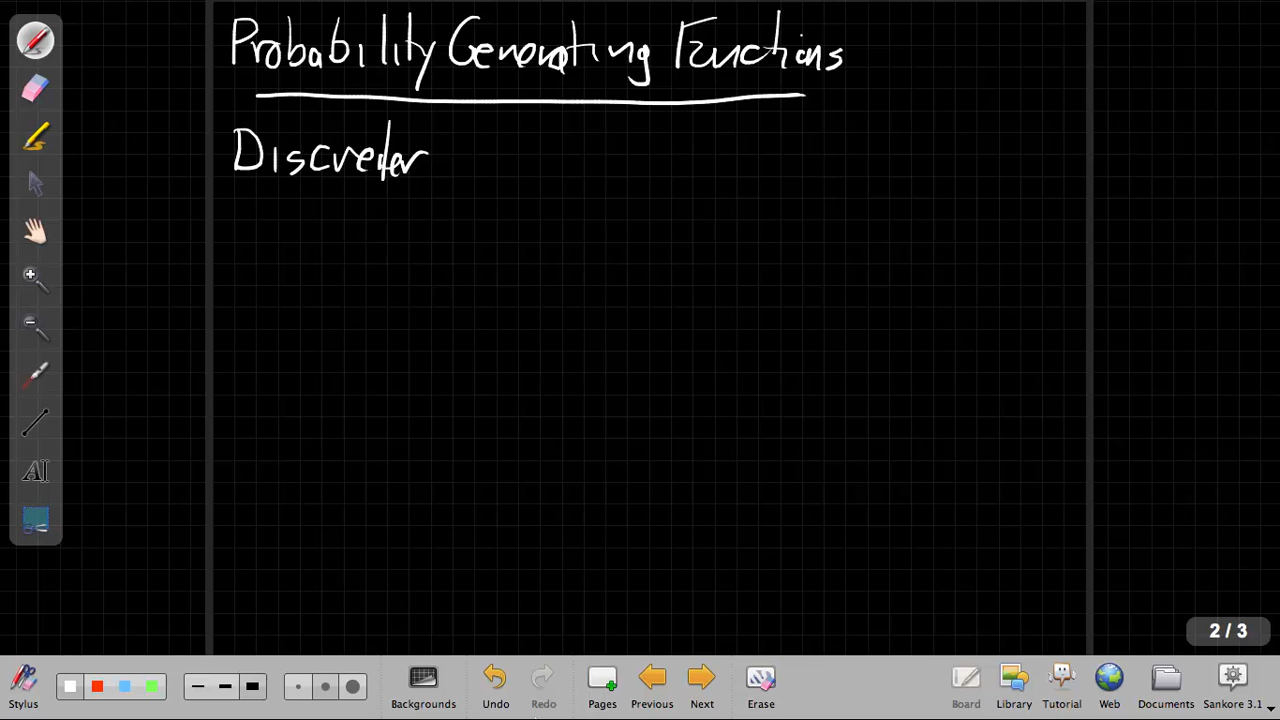 Probability Generating Functions
Discreter
2 / 3
Stylus Backgrounds Undo Redo Pages Previous Next Erase Board Library Web Tutorial Documents Sankore 3.1